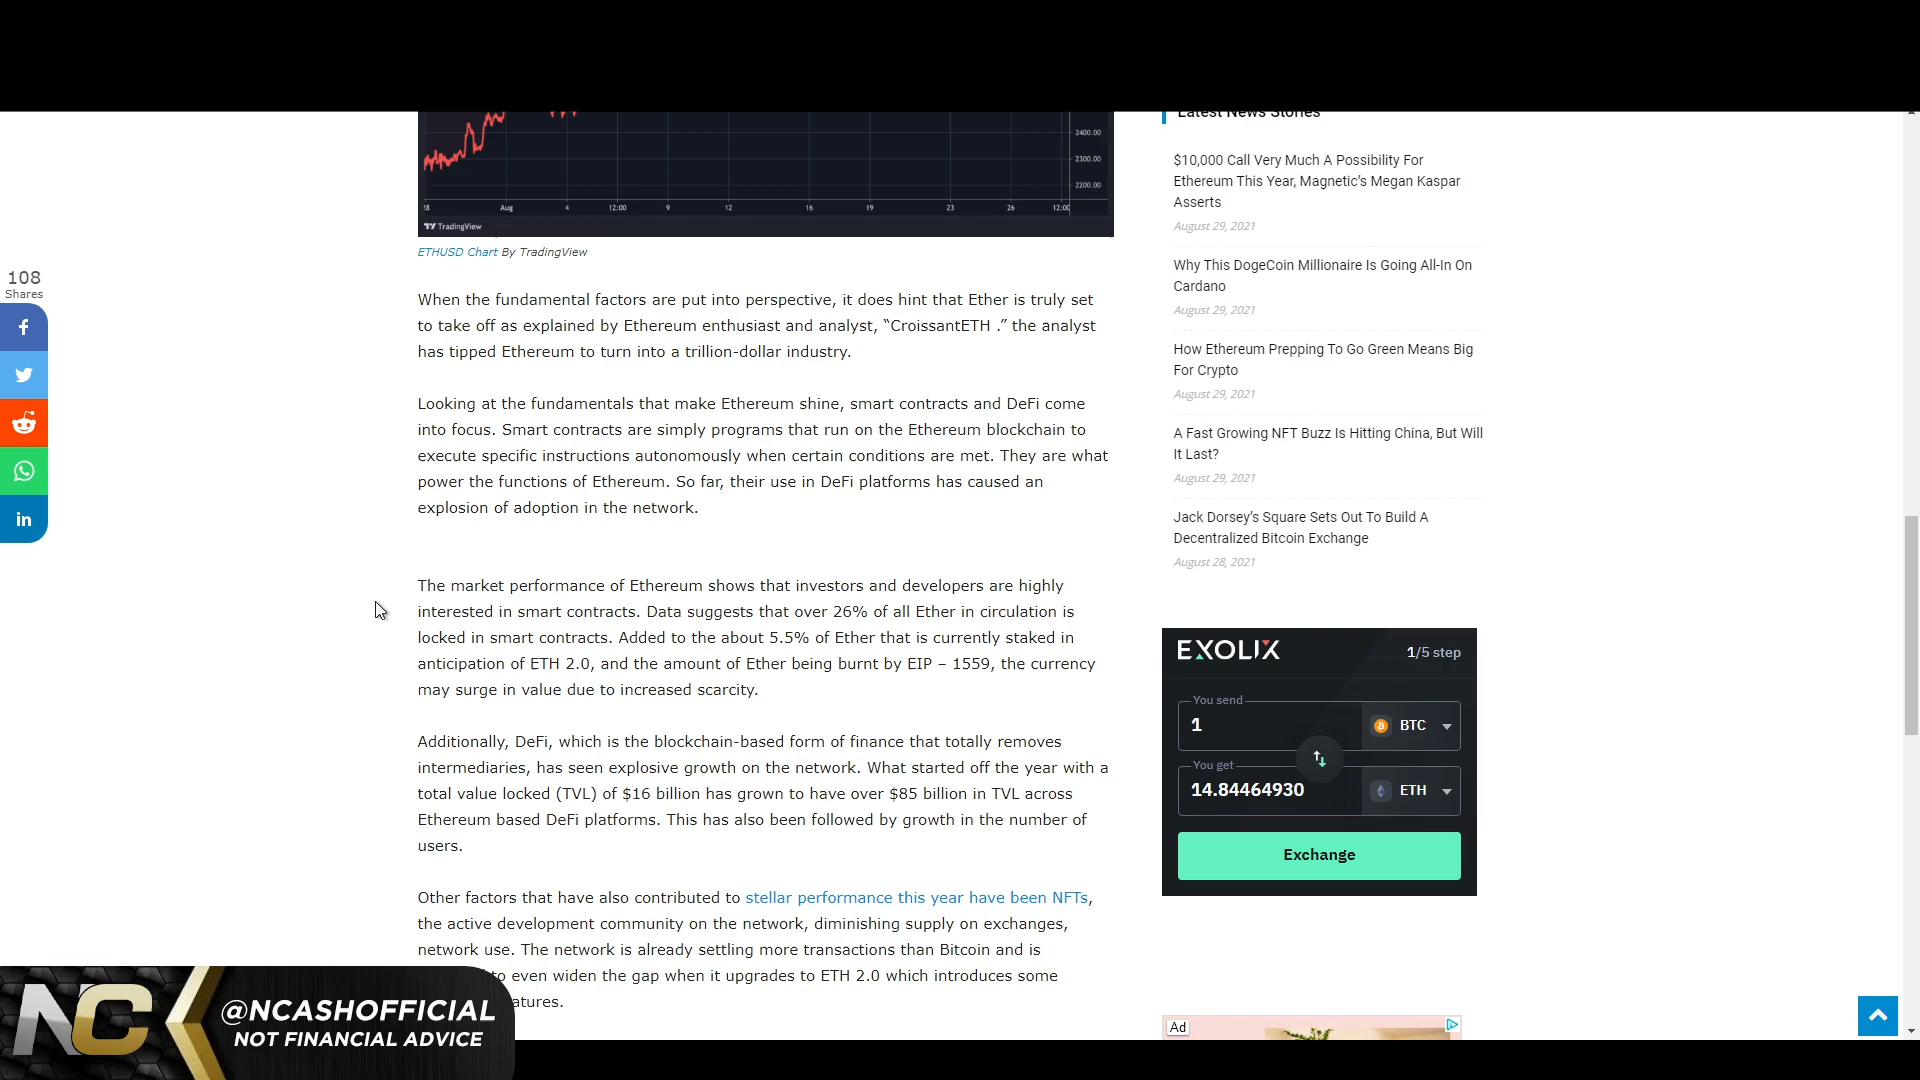 2400.00
2300.00
2200.00
28 Aug 4 12:00 9 12 16 19 23 26 12:00
TradingView
ETHUSD Chart By TradingView
When the fundamental factors are put into perspective, it does hint that Ether is truly set
to take off as explained by Ethereum enthusiast and analyst, “CroissantETH .” the analyst
has tipped Ethereum to turn into a trillion-dollar industry.
Looking at the fundamentals that make Ethereum shine, smart contracts and DeFi come
into focus. Smart contracts are simply programs that run on the Ethereum blockchain to
execute specific instructions autonomously when certain conditions are met. They are what
power the functions of Ethereum. So far, their use in DeFi platforms has caused an
explosion of adoption in the network.
The market performance of Ethereum shows that investors and developers are highly
interested in smart contracts. Data suggests that over 26% of all Ether in circulation is
locked in smart contracts. Added to the about 5.5% of Ether that is currently staked in
anticipation of ETH 2.0, and the amount of Ether being burnt by EIP – 1559, the currency
may surge in value due to increased scarcity.
Additionally, DeFi, which is the blockchain-based form of finance that totally removes
intermediaries, has seen explosive growth on the network. What started off the year with a
total value locked (TVL) of $16 billion has grown to have over $85 billion in TVL across
Ethereum based DeFi platforms. This has also been followed by growth in the number of
users.
Other factors that have also contributed to stellar performance this year have been NFTs,
the active development community on the network, diminishing supply on exchanges,
network use. The network is already settling more transactions than Bitcoin and is
to even widen the gap when it upgrades to ETH 2.0 which introduces some
atures.
108
Shares
Latest News Stories
$10,000 Call Very Much A Possibility For
Ethereum This Year, Magnetic’s Megan Kaspar
Asserts
August 29, 2021
Why This DogeCoin Millionaire Is Going All-In On
Cardano
August 29, 2021
How Ethereum Prepping To Go Green Means Big
For Crypto
August 29, 2021
A Fast Growing NFT Buzz Is Hitting China, But Will
It Last?
August 29, 2021
Jack Dorsey’s Square Sets Out To Build A
Decentralized Bitcoin Exchange
August 28, 2021
EXOLIX 1/5 step
You send
1 BTC
You get
14.84464930 ETH
Exchange
Ad
NC
@NCASHOFFICIAL
NOT FINANCIAL ADVICE